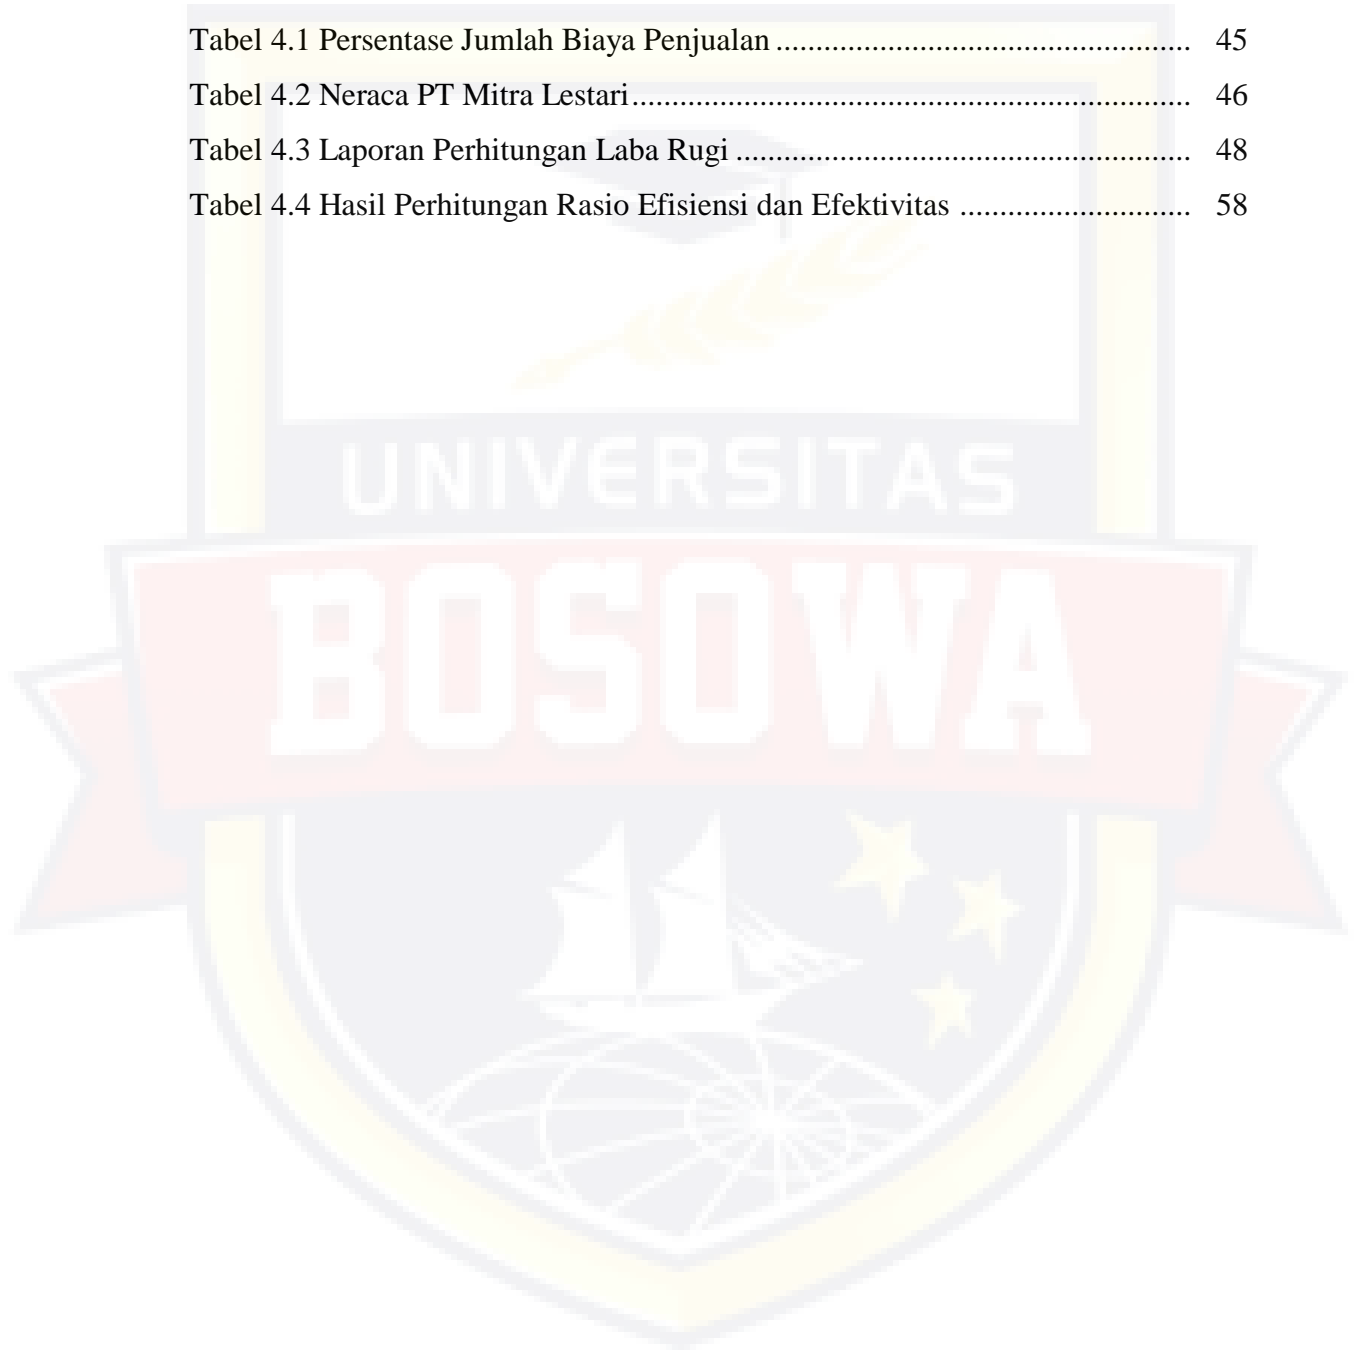 Tabel 4.1 Persentase Jumlah Biaya Penjualan .................................................... 45
Tabel 4.2 Neraca PT Mitra Lestari...................................................................... 46
Tabel 4.3 Laporan Perhitungan Laba Rugi ......................................................... 48
Tabel 4.4 Hasil Perhitungan Rasio Efisiensi dan Efektivitas ............................. 58
UNIVERSITAS
BOSOWA